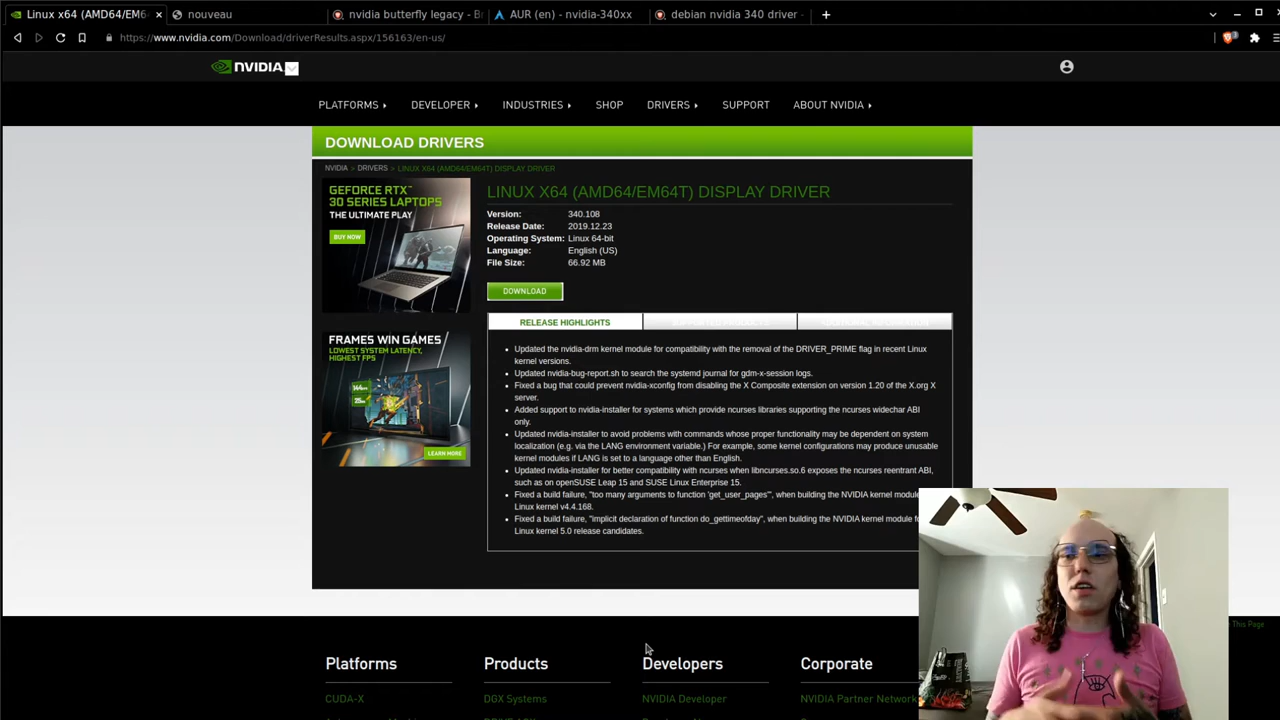 Linux x64 (AMD64/EM6
nouveau
nvidia butterfly legacy - Br
AUR (en) - nvidia-340xx
debian nvidia 340 driver -
https://www.nvidia.com/Download/driverResults.aspx/156163/en-us/
3
NVIDIA
PLATFORMS
DEVELOPER
INDUSTRIES
SHOP
DRIVERS
SUPPORT
ABOUT NVIDIA
DOWNLOAD DRIVERS
NVIDIA > DRIVERS > LINUX X64 (AMD64/EM64T) DISPLAY DRIVER
GEFORCE RTX™
30 SERIES LAPTOPS
THE ULTIMATE PLAY
BUY NOW
FRAMES WIN GAMES
LOWEST SYSTEM LATENCY,
HIGHEST FPS
LEARN MORE
LINUX X64 (AMD64/EM64T) DISPLAY DRIVER
Version: 340.108
Release Date: 2019.12.23
Operating System: Linux 64-bit
Language: English (US)
File Size: 66.92 MB
DOWNLOAD
RELEASE HIGHLIGHTS
SUPPORTED PRODUCTS
ADDITIONAL INFORMATION
Updated the nvidia-drm kernel module for compatibility with the removal of the DRIVER_PRIME flag in recent Linux
kernel versions.
Updated nvidia-bug-report.sh to search the systemd journal for gdm-x-session logs.
Fixed a bug that could prevent nvidia-xconfig from disabling the X Composite extension on version 1.20 of the X.org X
server.
Added support to nvidia-installer for systems which provide ncurses libraries supporting the ncurses widechar ABI
only.
Updated nvidia-installer to avoid problems with commands whose proper functionality may be dependent on system
localization (e.g. via the LANG environment variable.) For example, some kernel configurations may produce unusable
kernel modules if LANG is set to a language other than English.
Updated nvidia-installer for better compatibility with ncurses when libncurses.so.6 exposes the ncurses reentrant ABI,
such as on openSUSE Leap 15 and SUSE Linux Enterprise 15.
Fixed a build failure, "too many arguments to function 'get_user_pages'", when building the NVIDIA kernel module
Linux kernel v4.4.168.
Fixed a build failure, "implicit declaration of function do_gettimeofday", when building the NVIDIA kernel module fo
Linux kernel 5.0 release candidates.
This Page
Platforms
Products
Developers
Corporate
CUDA-X
DGX Systems
NVIDIA Developer
NVIDIA Partner Network